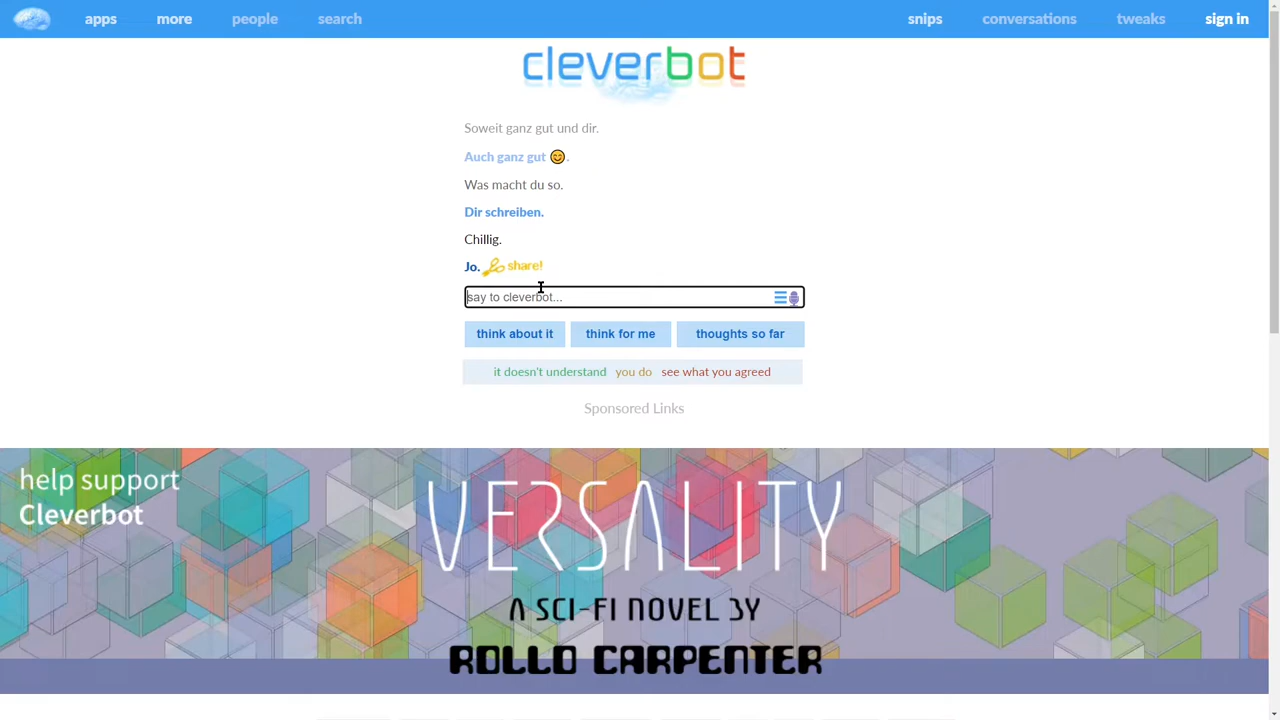 apps more people search snips conversations tweaks sign in
cleverbot
Soweit ganz gut und dir.
Auch ganz gut 😊.
Was macht du so.
Dir schreiben.
Chillig.
Jo. share!
say to cleverbot...
think about it think for me thoughts so far
it doesn't understand you do see what you agreed
Sponsored Links
help support
Cleverbot
VERSALITY
A SCI-FI NOVEL BY
ROLLO CARPENTER